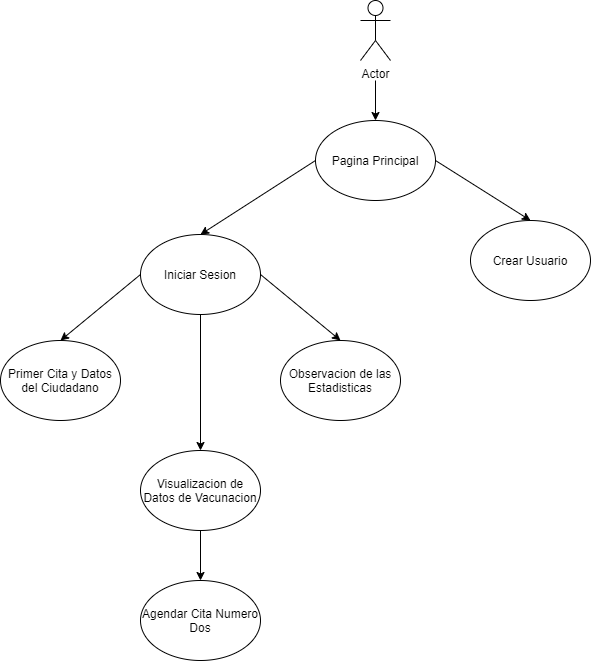 Actor
Pagina Principal
Iniciar Sesion
Crear Usuario
Primer Cita y Datos
del Ciudadano
Observacion de las
Estadisticas
Visualizacion de
Datos de Vacunacion
Agendar Cita Numero
Dos